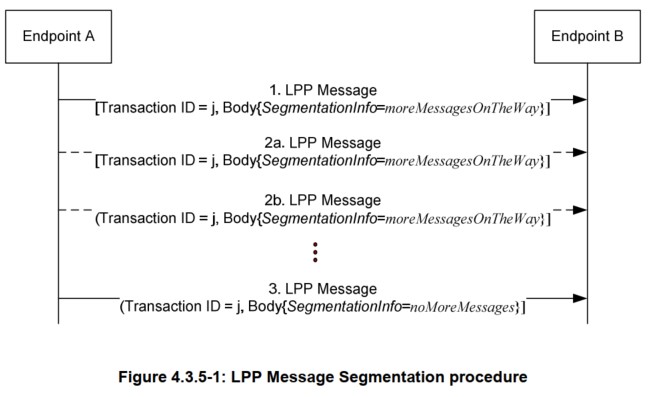 Endpoint A
Endpoint B
1. LPP Message
[Transaction ID = j, Body{SegmentationInfo=moreMessagesOnTheWay}]
2a. LPP Message
[Transaction ID = j, Body{SegmentationInfo=moreMessagesOnTheWay}]
2b. LPP Message
(Transaction ID = j, Body{SegmentationInfo=moreMessagesOnTheWay}]
3. LPP Message
(Transaction ID = j, Body{SegmentationInfo=noMoreMessages}]
Figure 4.3.5-1: LPP Message Segmentation procedure